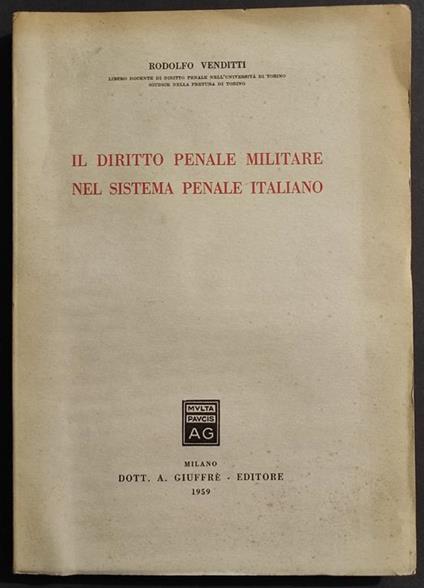 RODOLFO VENDITTI
LIBERO DOCENTE DI DIRITTO PENALE NELL'UNIVERSITÀ DI TORINO
GIUDICE NELLA PRETURA DI TORINO
IL DIRITTO PENALE MILITARE
NEL SISTEMA PENALE ITALIANO
MVLTA
PAVCIS
AG
MILANO
DOTT. A. GIUFFRÈ - EDITORE
1959